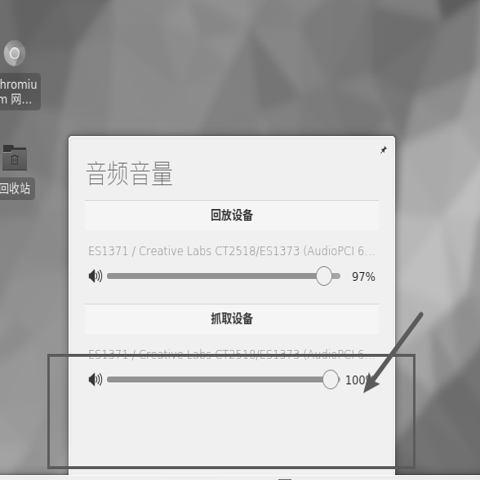 hromiu
m 网...
回收站
音频音量
回放设备
ES1371 / Creative Labs CT2518/ES1373 (AudioPCI 6...
97%
抓取设备
ES1371 / Creative Labs CT2518/ES1373 (AudioPCI 6...
100%